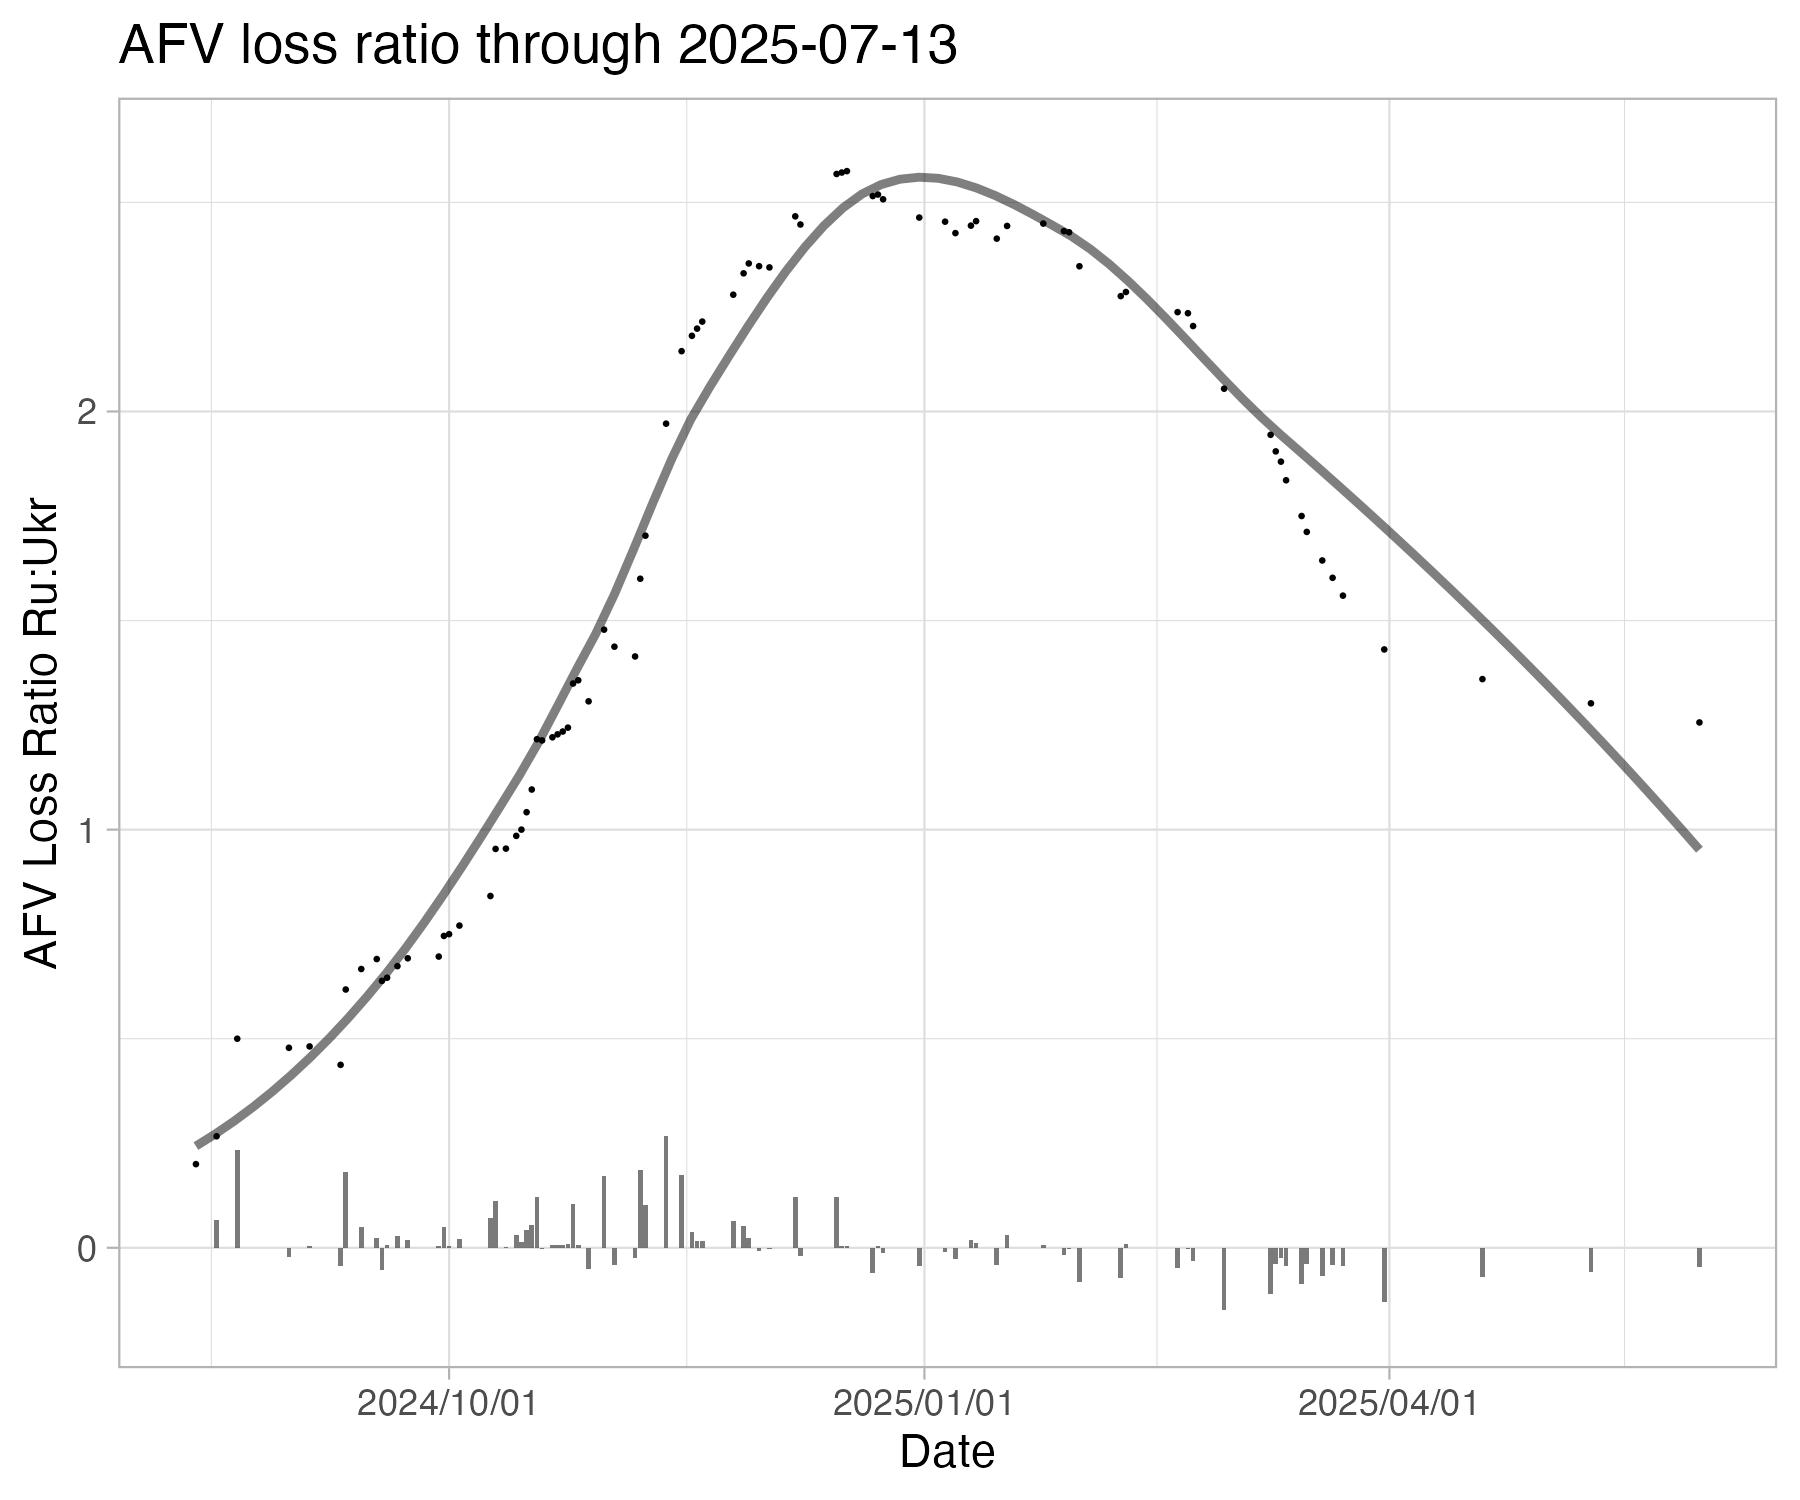 AFV loss ratio through 2025-07-13
AFV Loss Ratio Ru:Ukr
2
1
0
2024/10/01
2025/01/01
2025/04/01
Date